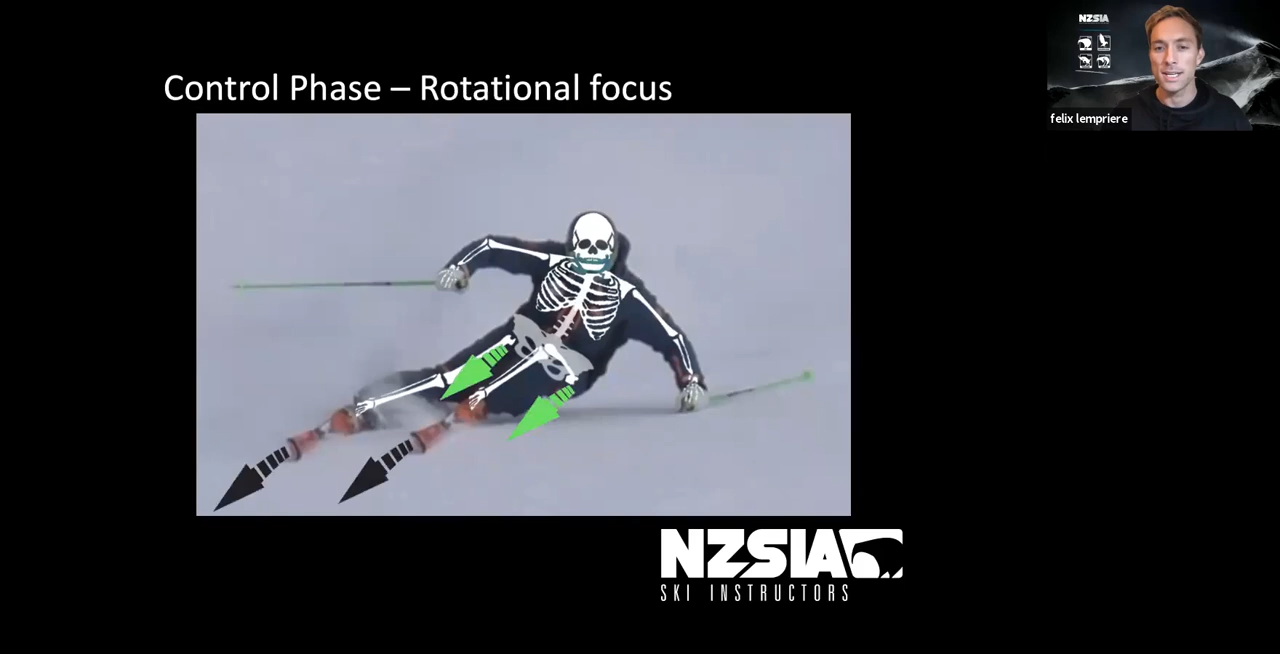 Control Phase – Rotational focus
NZSIA
felix lempriere
NZSIA
SKI INSTRUCTORS